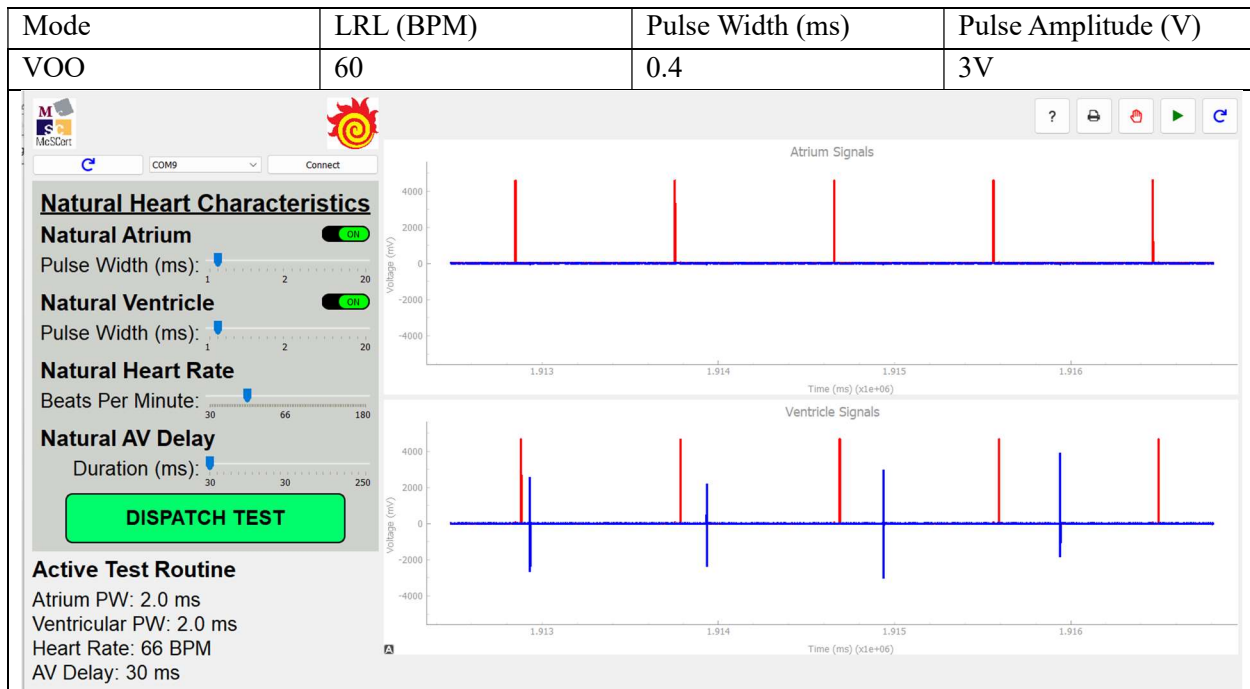 Mode LRL (BPM) Pulse Width (ms) Pulse Amplitude (V)
VOO 60 0.4 3V
M
SC
McSCert
COM9 Connect
?
Natural Heart Characteristics
Natural Atrium ON
Pulse Width (ms):
1 2 20
Natural Ventricle ON
Pulse Width (ms):
1 2 20
Natural Heart Rate
Beats Per Minute:
30 66 180
Natural AV Delay
Duration (ms):
30 30 250
DISPATCH TEST
Active Test Routine
Atrium PW: 2.0 ms
Ventricular PW: 2.0 ms
Heart Rate: 66 BPM
AV Delay: 30 ms
Atrium Signals
Voltage (mV)
4000
2000
0
-2000
-4000
1.913 1.914 1.915 1.916
Time (ms) (x1e+06)
Ventricle Signals
Voltage (mV)
4000
2000
0
-2000
-4000
1.913 1.914 1.915 1.916
Time (ms) (x1e+06)
A